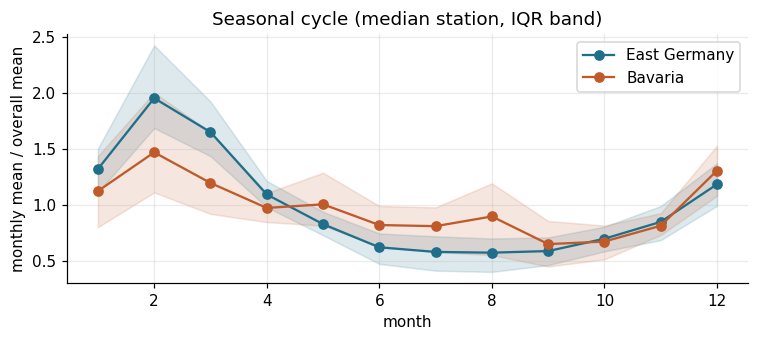 Seasonal cycle (median station, IQR band)
monthly mean / overall mean
2.5
2.0
1.5
1.0
0.5
East Germany
Bavaria
2
4
6
8
10
12
month